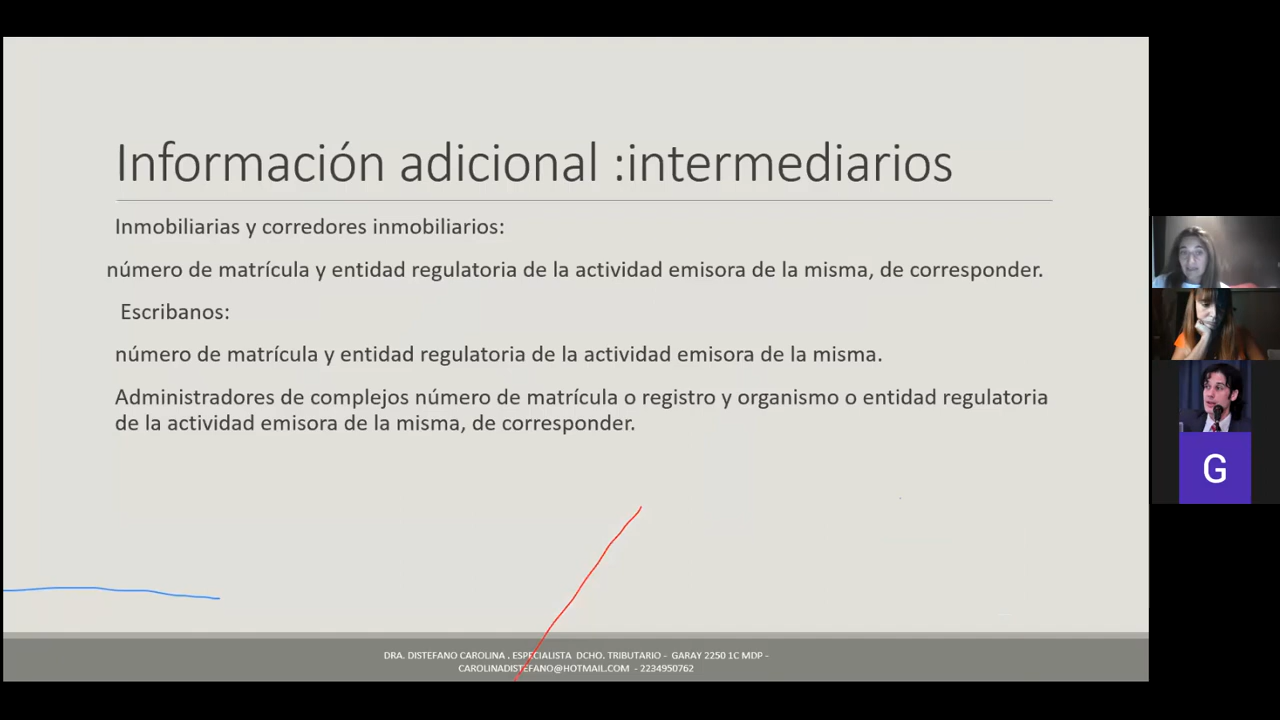 Información adicional :intermediarios
Inmobiliarias y corredores inmobiliarios:
número de matrícula y entidad regulatoria de la actividad emisora de la misma, de corresponder.
Escribanos:
número de matrícula y entidad regulatoria de la actividad emisora de la misma.
Administradores de complejos número de matrícula o registro y organismo o entidad regulatoria
de la actividad emisora de la misma, de corresponder.
G
DRA. DISTEFANO CAROLINA . ESPECIALISTA DCHO. TRIBUTARIO - GARAY 2250 1C MDP -
CAROLINADISTEFANO@HOTMAIL.COM - 2234950762